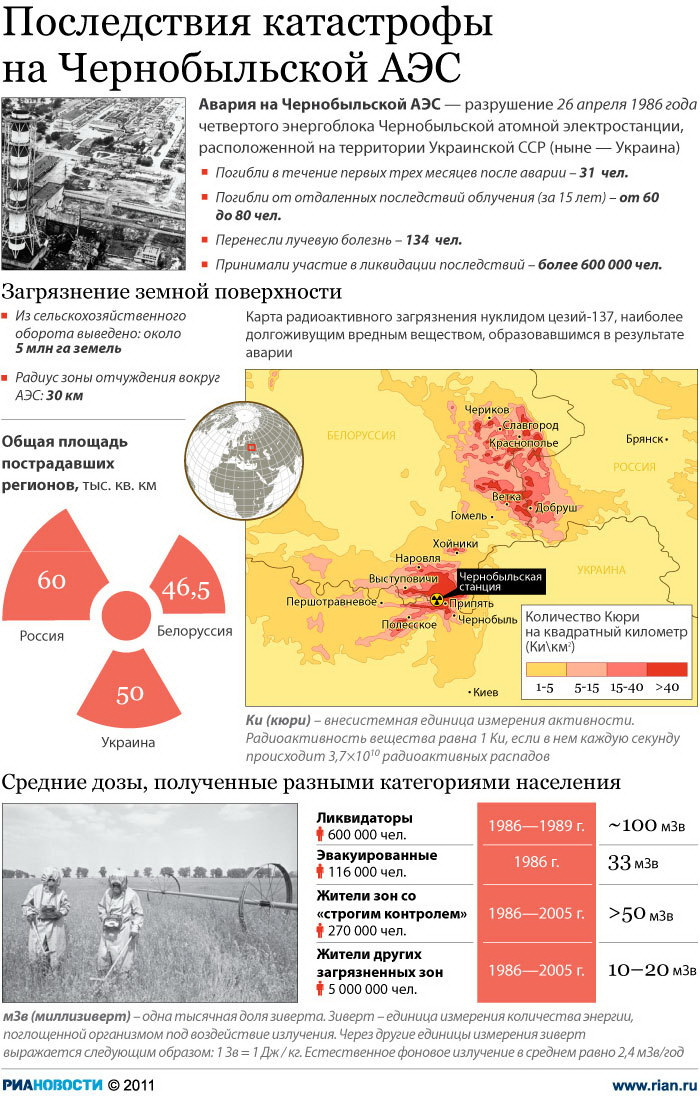 Последствия катастрофы
на Чернобыльской АЭС
Авария на Чернобыльской АЭС — разрушение 26 апреля 1986 года
четвертого энергоблока Чернобыльской атомной электростанции,
расположенной на территории Украинской ССР (ныне — Украина)
Погибли в течение первых трех месяцев после аварии – 31 чел.
Погибли от отдаленных последствий облучения (за 15 лет) – от 60
до 80 чел.
Перенесли лучевую болезнь – 134 чел.
Принимали участие в ликвидации последствий – более 600 000 чел.
Загрязнение земной поверхности
Из сельскохозяйственного
оборота выведено: около
5 млн га земель
Радиус зоны отчуждения вокруг
АЭС: 30 км
Общая площадь
пострадавших
регионов, тыс. кв. км
60
Россия
46,5
Белоруссия
50
Украина
Карта радиоактивного загрязнения нуклидом цезий-137, наиболее
долгоживущим вредным веществом, образовавшимся в результате
аварии
Чериков
Славгород
Краснополье
БЕЛОРУССИЯ
Брянск
РОССИЯ
Ветка
Добруш
Гомель
Хойники
Наровля
УКРАИНА
Выступовичи
Чернобыльская
станция
Першотравневое
Припять
Полесское
Чернобыль
Киев
Количество Кюри
на квадратный километр
(Ки\км²)
1-5 5-15 15-40 >40
Ки (кюри) – внесистемная единица измерения активности.
Радиоактивность вещества равна 1 Ки, если в нем каждую секунду
происходит 3,7×10¹⁰ радиоактивных распадов
Средние дозы, полученные разными категориями населения
Ликвидаторы
600 000 чел.
1986—1989 г.
~100 мЗв
Эвакуированные
116 000 чел.
1986 г.
33 мЗв
Жители зон со
«строгим контролем»
270 000 чел.
1986—2005 г.
>50 мЗв
Жители других
загрязненных зон
5 000 000 чел.
1986—2005 г.
10–20 мЗв
мЗв (миллизиверт) – одна тысячная доля зиверта. Зиверт – единица измерения количества энергии,
поглощенной организмом под воздействие излучения. Через другие единицы измерения зиверт
выражается следующим образом: 1 Зв = 1 Дж / кг. Естественное фоновое излучение в среднем равно 2,4 мЗв/год
РИАНОВОСТИ © 2011
www.rian.ru